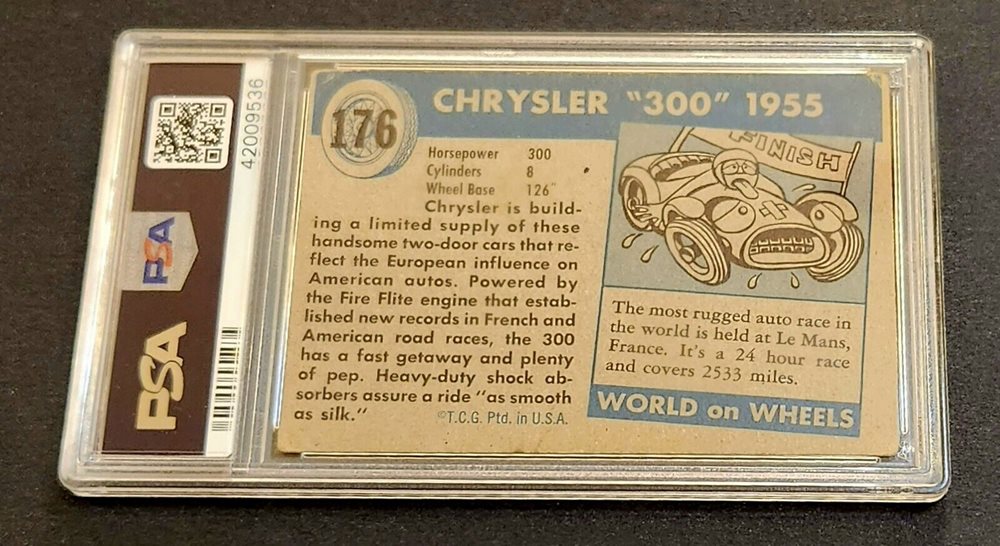 PSA
PSA
42009536
176
CHRYSLER "300" 1955
Horsepower 300
Cylinders 8
Wheel Base 126"
Chrysler is build-
ing a limited supply of these
handsome two-door cars that re-
flect the European influence on
American autos. Powered by
the Fire Flite engine that estab-
lished new records in French and
American road races, the 300
has a fast getaway and plenty
of pep. Heavy-duty shock ab-
sorbers assure a ride "as smooth
as silk."
©T.C.G. Ptd. in U.S.A.
FINISH
The most rugged auto race in
the world is held at Le Mans,
France. It's a 24 hour race
and covers 2533 miles.
WORLD on WHEELS